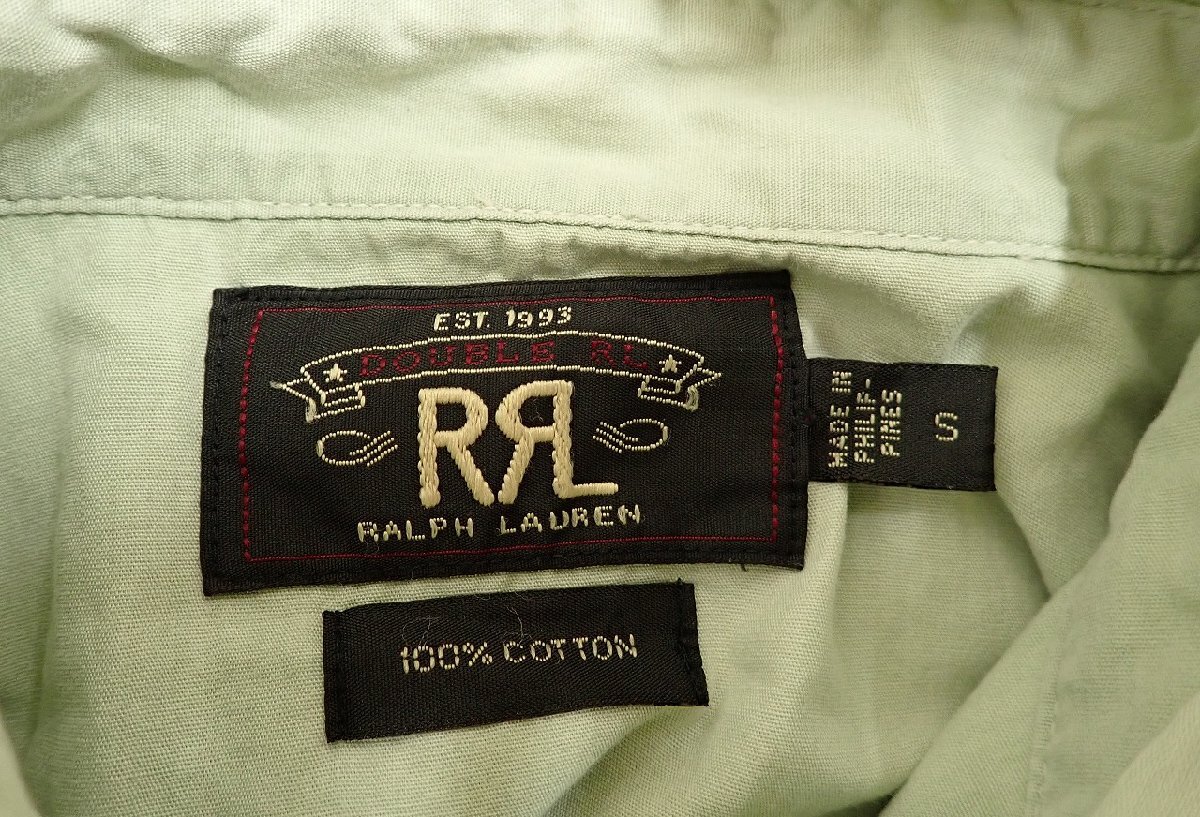 EST. 1993
DOUBLE RL
RRL
RALPH LAUREN
MADE IN
PHILIP-
PINES
S
100% COTTON